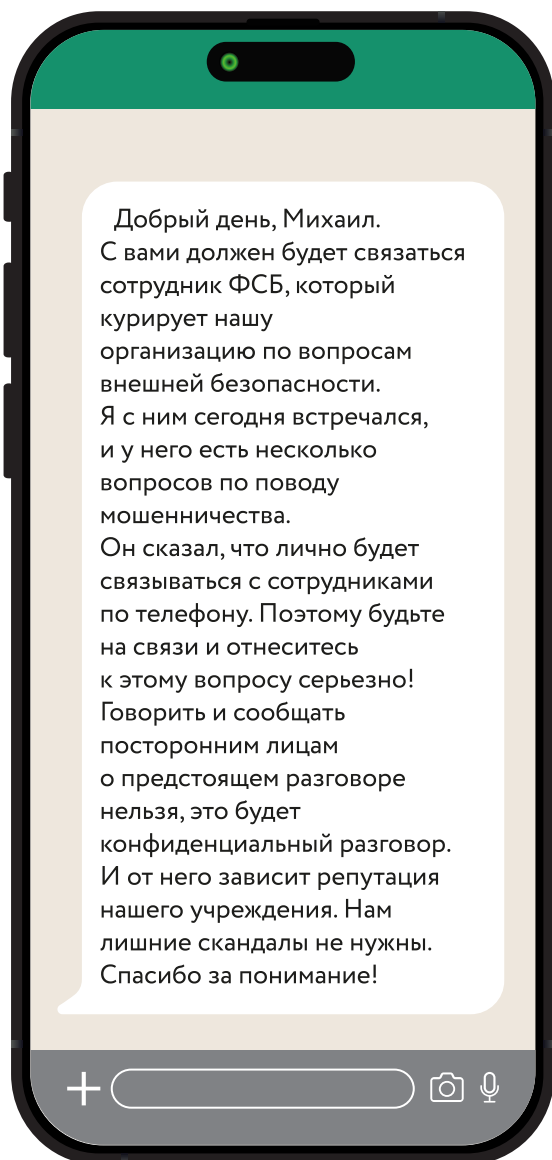 Добрый день, Михаил.
С вами должен будет связаться
сотрудник ФСБ, который
курирует нашу
организацию по вопросам
внешней безопасности.
Я с ним сегодня встречался,
и у него есть несколько
вопросов по поводу
мошенничества.
Он сказал, что лично будет
связываться с сотрудниками
по телефону. Поэтому будьте
на связи и отнеситесь
к этому вопросу серьезно!
Говорить и сообщать
посторонним лицам
о предстоящем разговоре
нельзя, это будет
конфиденциальный разговор.
И от него зависит репутация
нашего учреждения. Нам
лишние скандалы не нужны.
Спасибо за понимание!